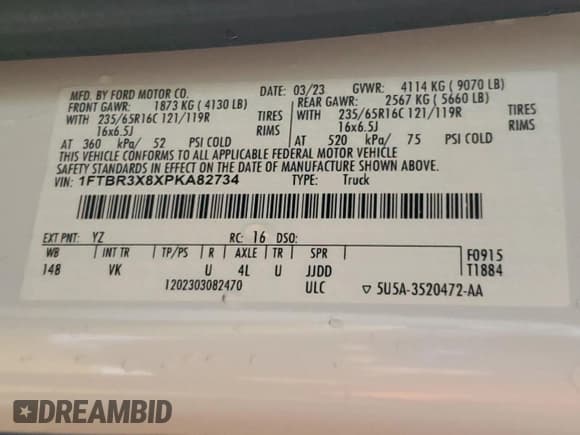 MFD. BY FORD MOTOR CO. DATE: 03/23 GVWR: 4114 KG ( 9070 LB)
FRONT GAWR: 1873 KG ( 4130 LB) REAR GAWR: 2567 KG ( 5660 LB)
WITH 235/65R16C 121/119R TIRES WITH 235/65R16C 121/119R TIRES
16x6.5J RIMS 16x6.5J RIMS
AT 360 kPa/ 52 PSI COLD AT 520 kPa/ 75 PSI COLD
THIS VEHICLE CONFORMS TO ALL APPLICABLE FEDERAL MOTOR VEHICLE
SAFETY STANDARDS IN EFFECT ON THE DATE OF MANUFACTURE SHOWN ABOVE.
VIN: 1FTBR3X8XPKA82734 TYPE: Truck
EXT PNT: YZ RC: 16 DSO:
WB INT TR TP/PS R AXLE TR SPR F0915
148 VK U 4L U JJDD T1884
1202303082470 ULC ▽ 5U5A-3520472-AA
DREAMBID